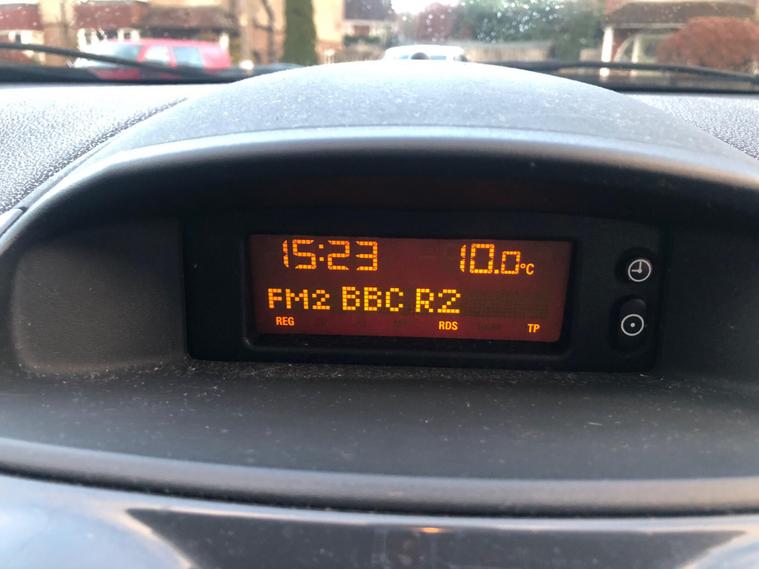 15:23 10.0°C
FM2 BBC R2
REG RDS TP